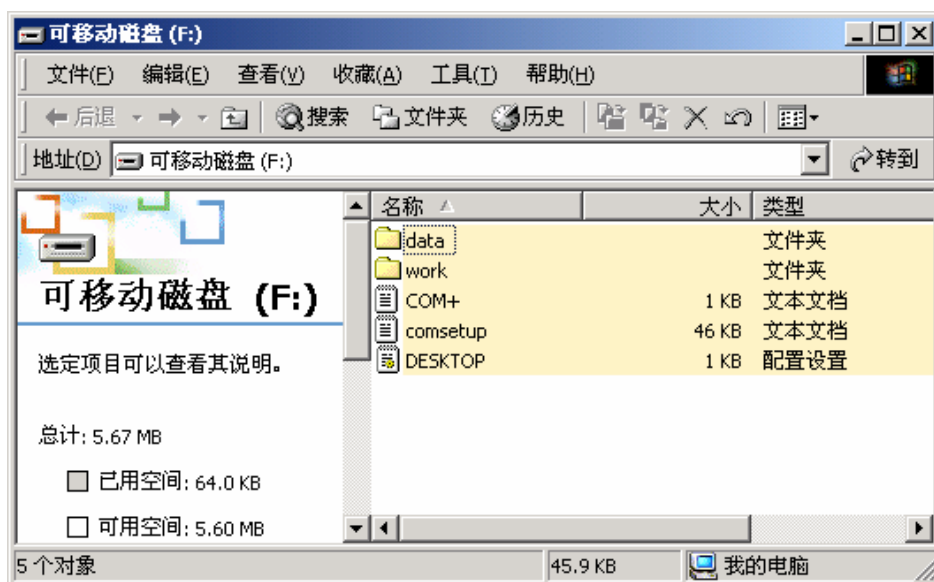 可移动磁盘 (F:)
文件(F) 编辑(E) 查看(V) 收藏(A) 工具(T) 帮助(H)
后退 搜索 文件夹 历史
地址(D) 可移动磁盘 (F:) 转到
可移动磁盘 (F:)
选定项目可以查看其说明。
总计: 5.67 MB
已用空间: 64.0 KB
可用空间: 5.60 MB
名称 大小 类型
data 文件夹
work 文件夹
COM+ 1 KB 文本文档
comsetup 46 KB 文本文档
DESKTOP 1 KB 配置设置
5 个对象 45.9 KB 我的电脑